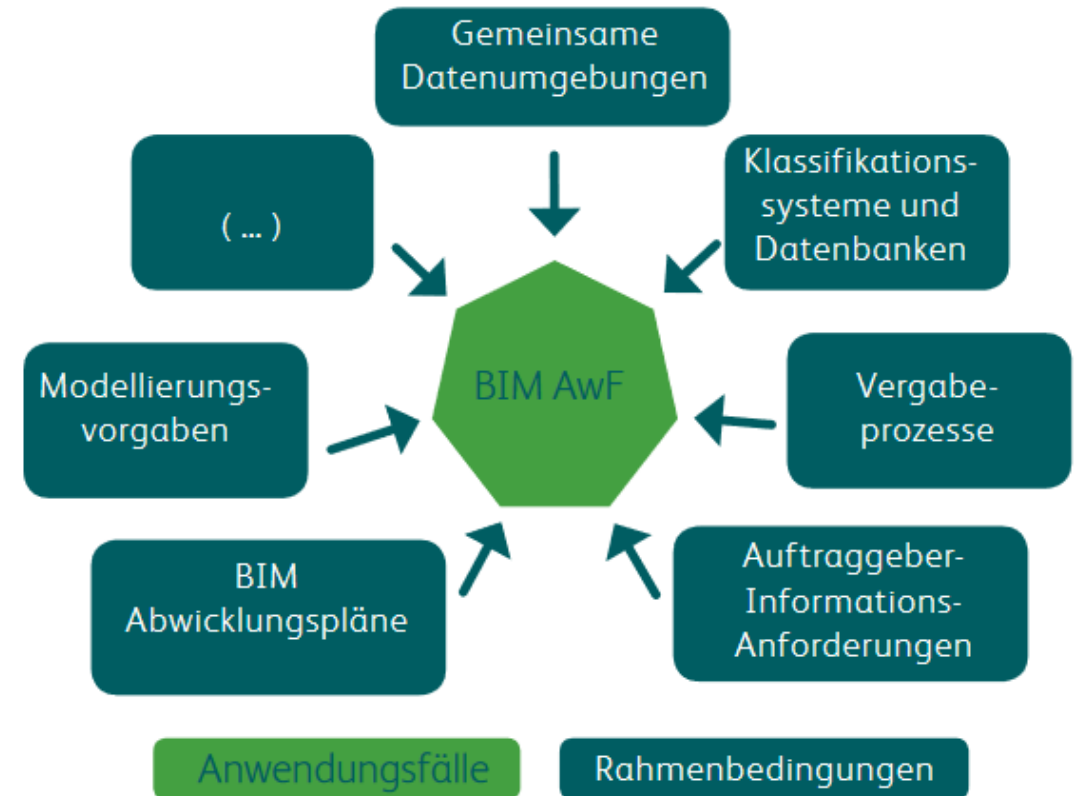 Gemeinsame
Datenumgebungen
Klassifikations-
systeme und
Datenbanken
( ... )
BIM AwF
Modellierungs-
vorgaben
Vergabe-
prozesse
BIM
Abwicklungspläne
Auftraggeber-
Informations-
Anforderungen
Anwendungsfälle
Rahmenbedingungen